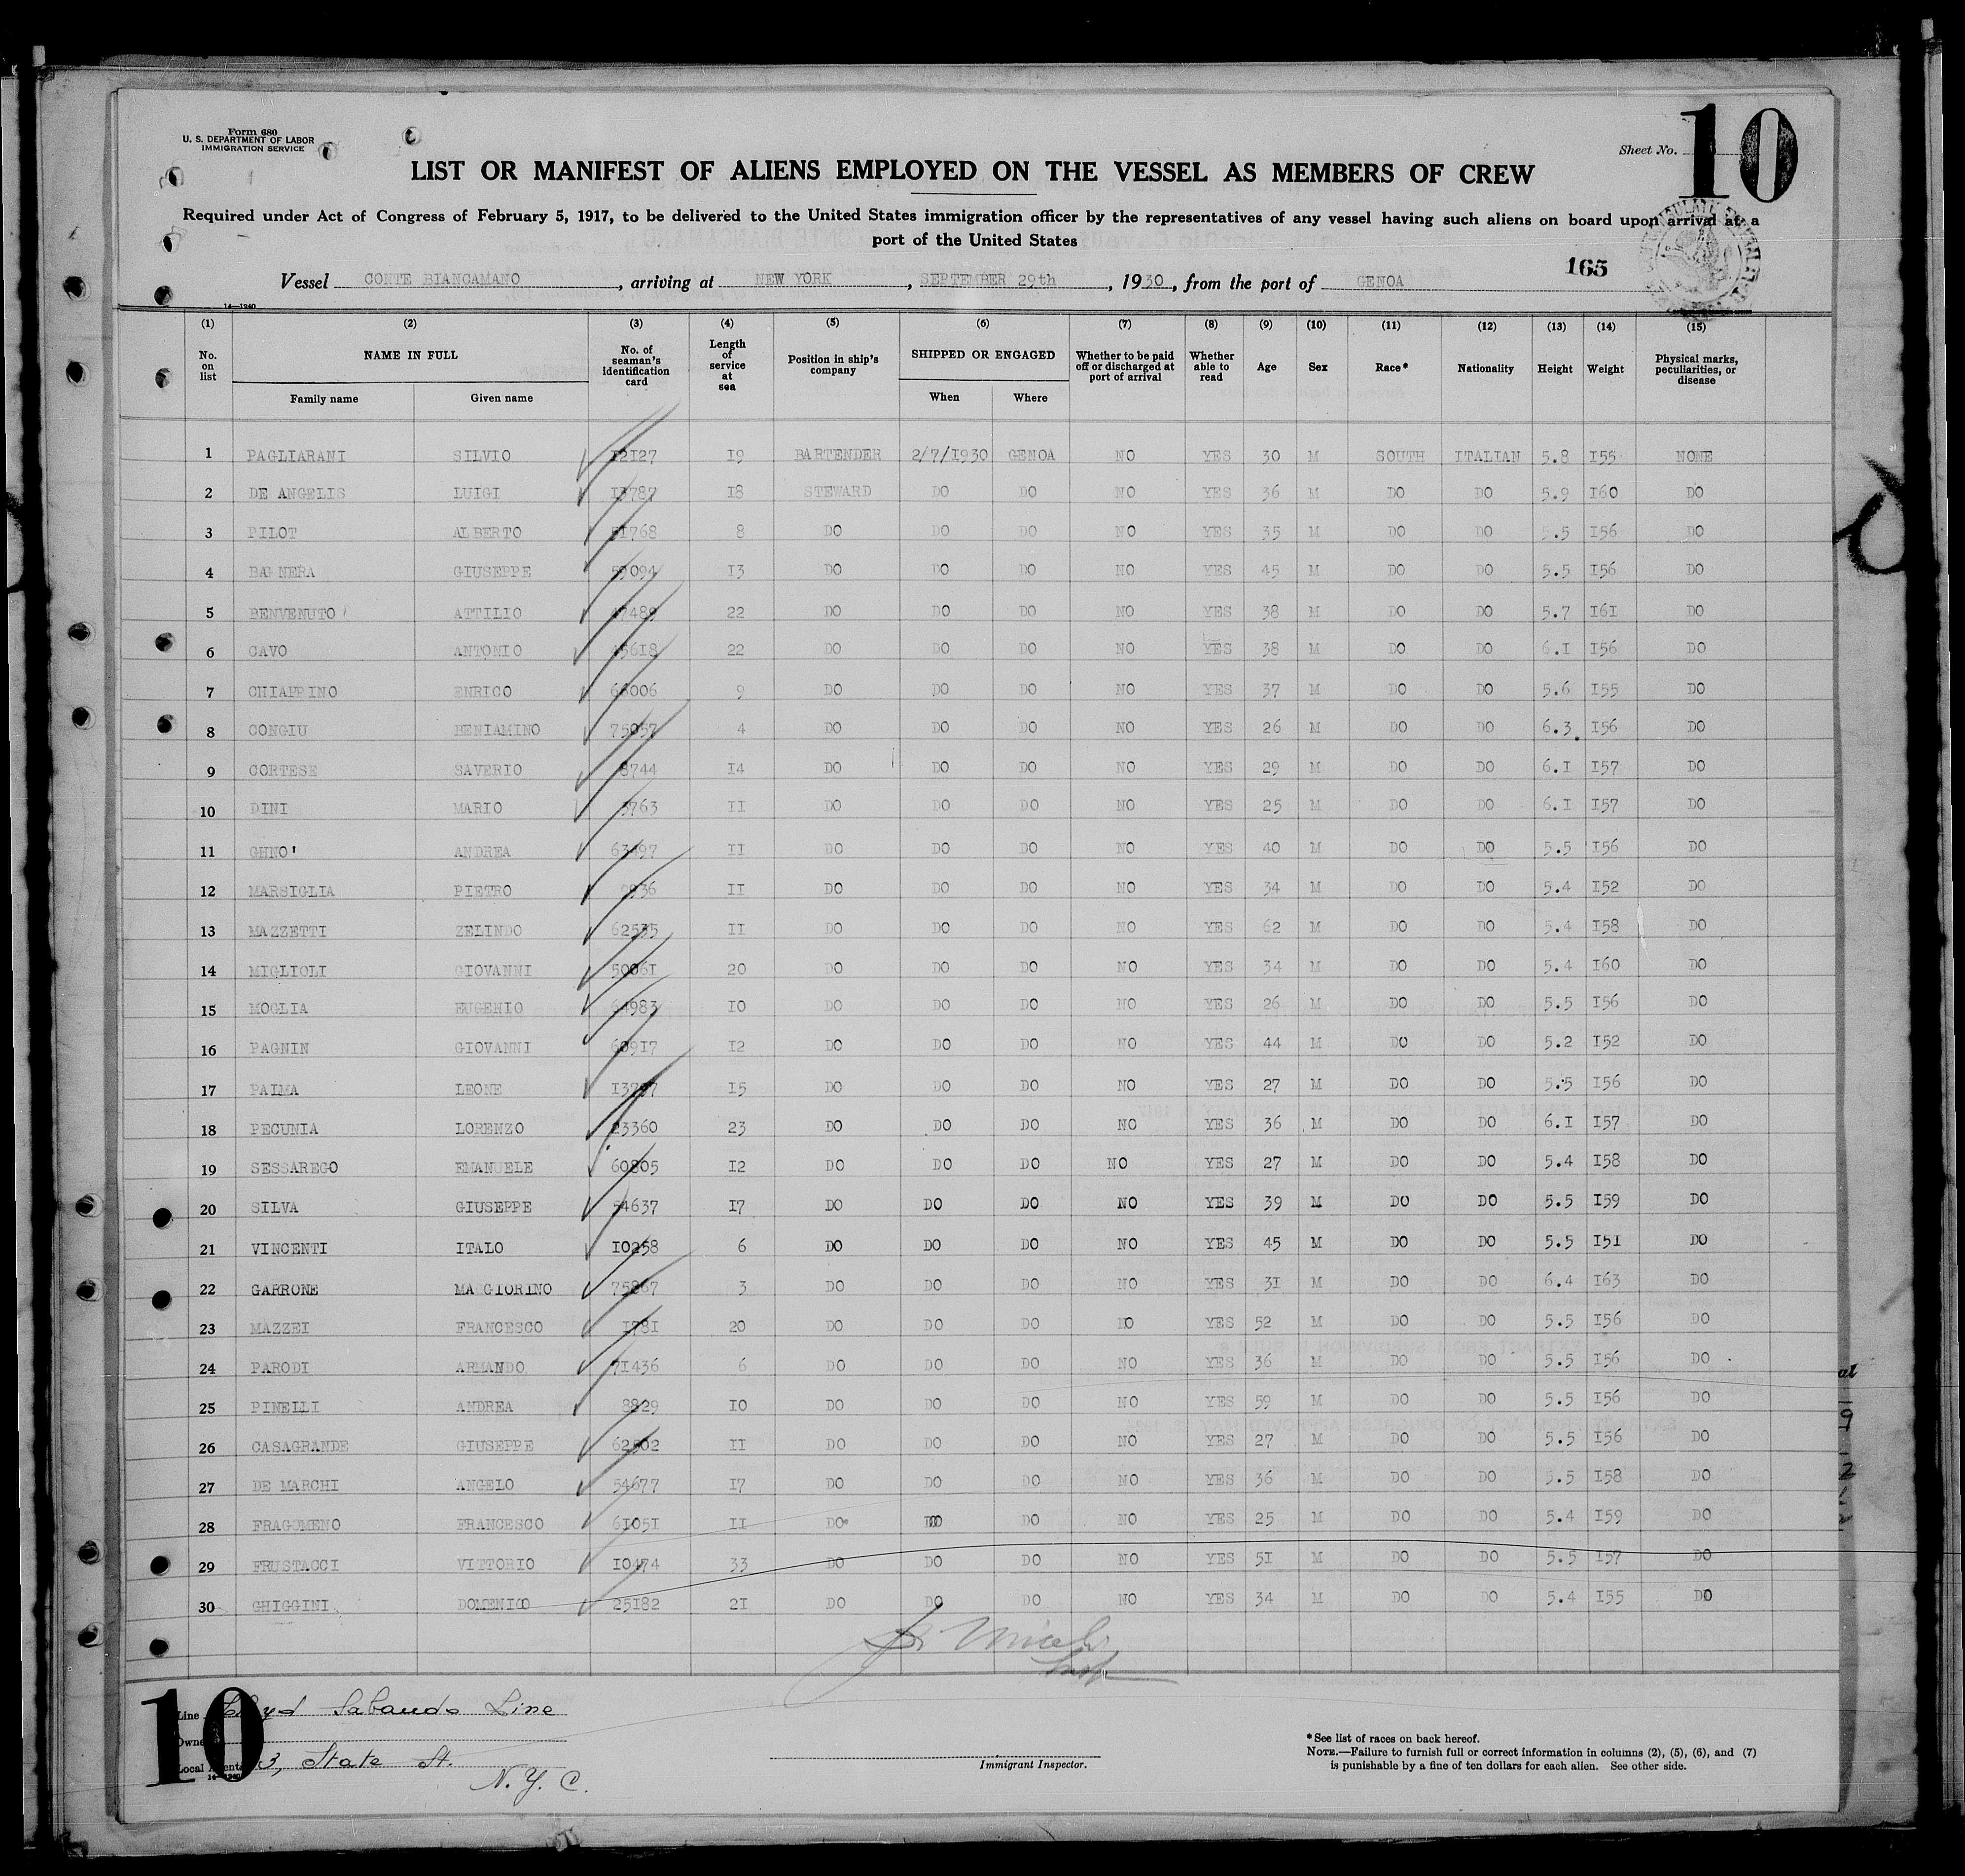 Form 680
U. S. DEPARTMENT OF LABOR
IMMIGRATION SERVICE
Sheet No. 10
LIST OR MANIFEST OF ALIENS EMPLOYED ON THE VESSEL AS MEMBERS OF CREW
Required under Act of Congress of February 5, 1917, to be delivered to the United States immigration officer by the representatives of any vessel having such aliens on board upon arrival at a
port of the United States
165
Vessel CONTE BIANCAMANO, arriving at NEW YORK, SEPTEMBER 29th, 1930, from the port of GENOA
14—1240
(1) (2) (3) (4) (5) (6) (7) (8) (9) (10) (11) (12) (13) (14) (15)
No. on list NAME IN FULL No. of seaman's identification card Length of service at sea Position in ship's company SHIPPED OR ENGAGED Whether to be paid off or discharged at port of arrival Whether able to read Age Sex Race* Nationality Height Weight Physical marks, peculiarities, or disease
Family name Given name When Where
1 PAGLIARANI SILVIO 12127 19 BARTENDER 2/7/1930 GENOA NO YES 30 M SOUTH ITALIAN 5.8 155 NONE
2 DE ANGELIS LUIGI 13787 18 STEWARD DO DO NO YES 36 M DO DO 5.9 160 DO
3 PILOT ALBERTO 51768 8 DO DO DO NO YES 35 M DO DO 5.5 156 DO
4 BAGNERA GIUSEPPE 59094 13 DO DO DO NO YES 45 M DO DO 5.5 156 DO
5 BENVENUTO ATTILIO 47489 22 DO DO DO NO YES 38 M DO DO 5.7 161 DO
6 CAVO ANTONIO 45618 22 DO DO DO NO YES 38 M DO DO 6.1 156 DO
7 CHIAPPINO ENRICO 66006 9 DO DO DO NO YES 37 M DO DO 5.6 155 DO
8 CONGIU BENIAMINO 75057 4 DO DO DO NO YES 26 M DO DO 6.3 156 DO
9 CORTESE SAVERIO 8744 14 DO DO DO NO YES 29 M DO DO 6.1 157 DO
10 DINI MARIO 3763 11 DO DO DO NO YES 25 M DO DO 6.1 157 DO
11 GHNO' ANDREA 63497 11 DO DO DO NO YES 40 M DO DO 5.5 156 DO
12 MARSIGLIA PIETRO 11 DO DO DO NO YES 34 M DO DO 5.4 152 DO
13 MAZZETTI ZELINDO 62535 11 DO DO DO NO YES 62 M DO DO 5.4 158 DO
14 MIGLIOLI GIOVANNI 50061 20 DO DO DO NO YES 34 M DO DO 5.4 160 DO
15 MOGLIA EUGENIO 64983 10 DO DO DO NO YES 26 M DO DO 5.5 156 DO
16 PAGNIN GIOVANNI 60917 12 DO DO DO NO YES 44 M DO DO 5.2 152 DO
17 PALMA LEONE 15 DO DO DO NO YES 27 M DO DO 5.5 156 DO
18 PECUNIA LORENZO 23360 23 DO DO DO NO YES 36 M DO DO 6.1 157 DO
19 SESSAREGO EMANUELE 60805 12 DO DO DO NO YES 27 M DO DO 5.4 158 DO
20 SILVA GIUSEPPE 54637 17 DO DO DO NO YES 39 M DO DO 5.5 159 DO
21 VINCENTI ITALO 10258 6 DO DO DO NO YES 45 M DO DO 5.5 151 DO
22 GARRONE MAGGIORINO 75867 3 DO DO DO NO YES 31 M DO DO 6.4 163 DO
23 MAZZEI FRANCESCO 1781 20 DO DO DO NO YES 52 M DO DO 5.5 156 DO
24 PARODI ARMANDO 71436 6 DO DO DO NO YES 36 M DO DO 5.5 156 DO
25 PINELLI ANDREA 8829 10 DO DO DO NO YES 59 M DO DO 5.5 156 DO
26 CASAGRANDE GIUSEPPE 62802 11 DO DO DO NO YES 27 M DO DO 5.5 156 DO
27 DE MARCHI ANGELO 54677 17 DO DO DO NO YES 36 M DO DO 5.5 158 DO
28 FRAGOMENO FRANCESCO 61051 11 DO DO DO NO YES 25 M DO DO 5.4 159 DO
29 FRUSTACCI VITTORIO 10474 33 DO DO DO NO YES 51 M DO DO 5.5 157 DO
30 GHIGGINI DOMENICO 25182 21 DO DO DO NO YES 34 M DO DO 5.4 155 DO
10
Line Lloyd Sabaudo Line
Owner
Local Agents 3, State St.
N. Y. C.
Immigrant Inspector.
*See list of races on back hereof.
NOTE.—Failure to furnish full or correct information in columns (2), (5), (6), and (7)
is punishable by a fine of ten dollars for each alien. See other side.